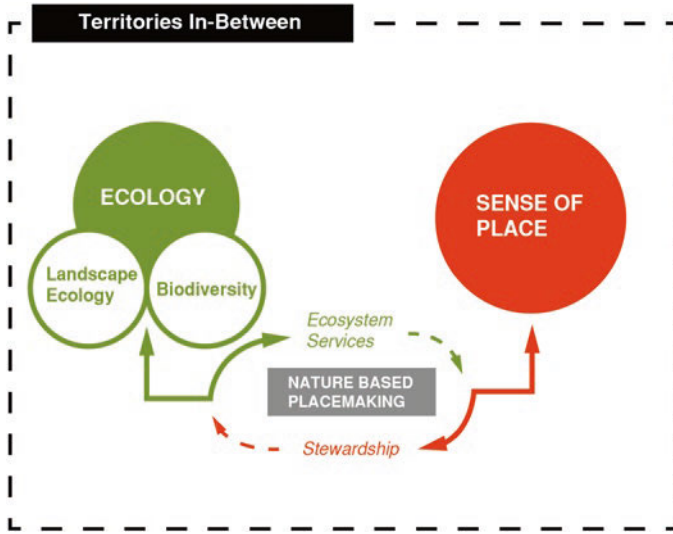 Territories In-Between
ECOLOGY
Landscape
Ecology
Biodiversity
SENSE OF
PLACE
Ecosystem
Services
NATURE BASED
PLACEMAKING
Stewardship